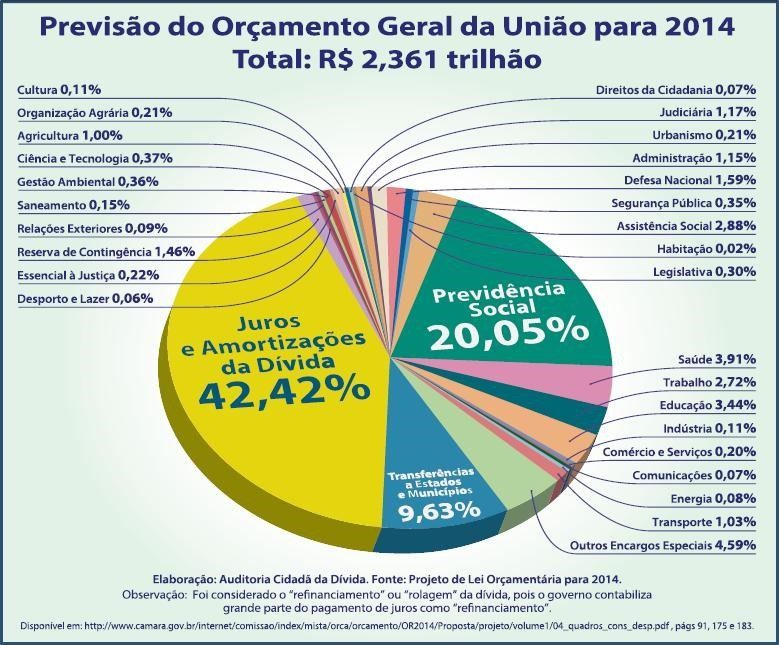 Previsão do Orçamento Geral da União para 2014
Total: R$ 2,361 trilhão
Cultura 0,11%
Organização Agrária 0,21%
Agricultura 1,00%
Ciência e Tecnologia 0,37%
Gestão Ambiental 0,36%
Saneamento 0,15%
Relações Exteriores 0,09%
Reserva de Contingência 1,46%
Essencial à Justiça 0,22%
Desporto e Lazer 0,06%
Direitos da Cidadania 0,07%
Judiciária 1,17%
Urbanismo 0,21%
Administração 1,15%
Defesa Nacional 1,59%
Segurança Pública 0,35%
Assistência Social 2,88%
Habitação 0,02%
Legislativa 0,30%
Previdência
Social
20,05%
Juros
e Amortizações
da Dívida
42,42%
Transferências
a Estados
e Municípios
9,63%
Saúde 3,91%
Trabalho 2,72%
Educação 3,44%
Indústria 0,11%
Comércio e Serviços 0,20%
Comunicações 0,07%
Energia 0,08%
Transporte 1,03%
Outros Encargos Especiais 4,59%
Elaboração: Auditoria Cidadã da Dívida. Fonte: Projeto de Lei Orçamentária para 2014.
Observação: Foi considerado o "refinanciamento" ou "rolagem" da dívida, pois o governo contabiliza
grande parte do pagamento de juros como "refinanciamento".
Disponível em: http://www.camara.gov.br/internet/comissao/index/mista/orca/orcamento/OR2014/Proposta/projeto/volume1/04_quadros_cons_desp.pdf , págs 91, 175 e 183.